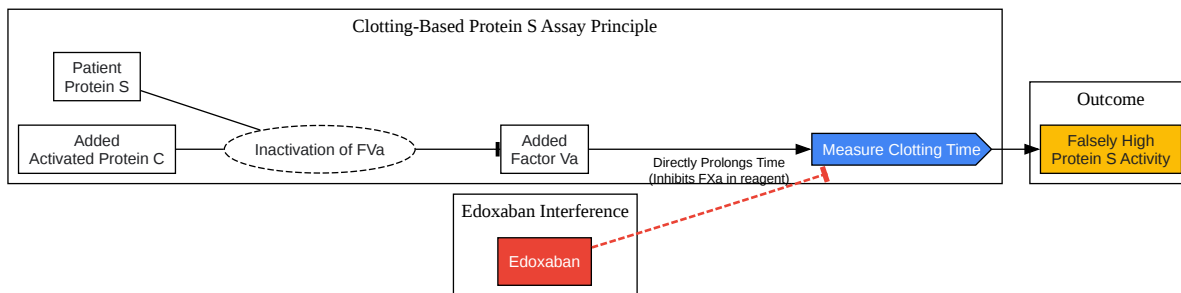 Clotting-Based Protein S Assay Principle
Patient
Protein S
Added
Activated Protein C
Inactivation of FVa
Added
Factor Va
Directly Prolongs Time
(Inhibits FXa in reagent)
Measure Clotting Time
Outcome
Falsely High
Protein S Activity
Edoxaban Interference
Edoxaban